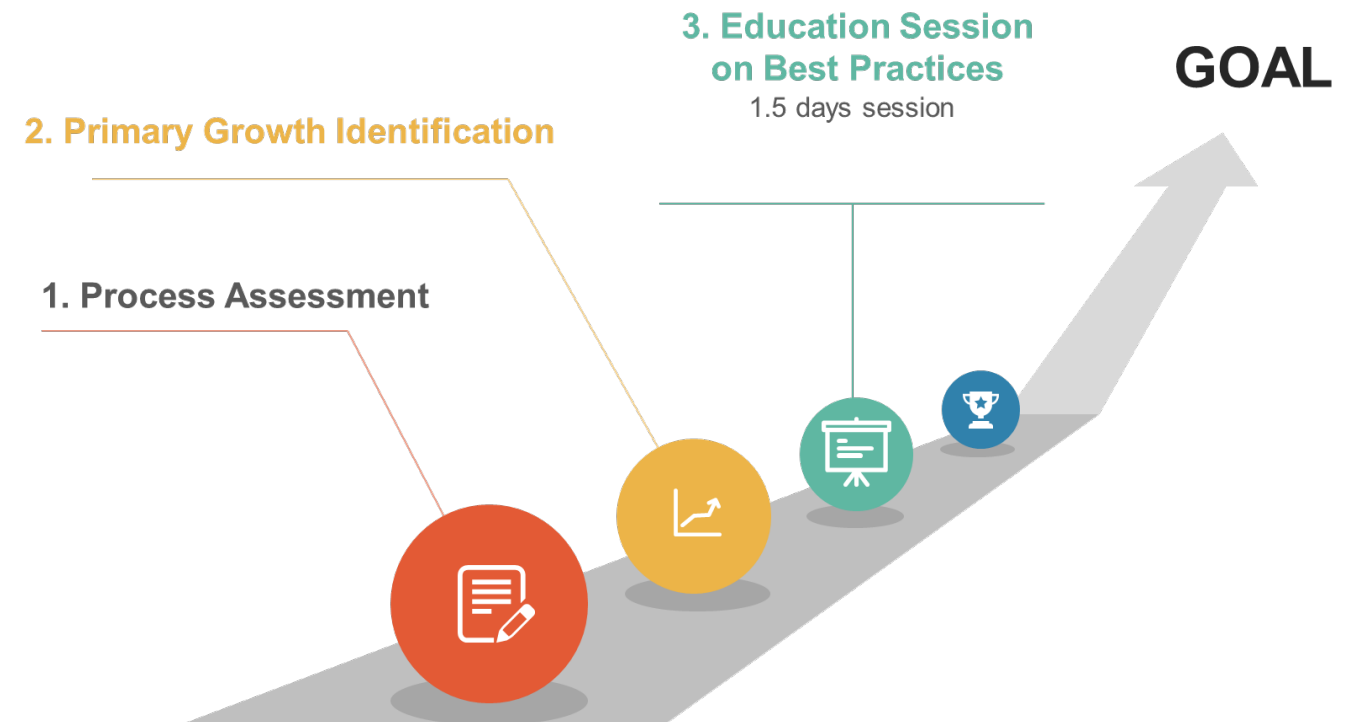 1. Process Assessment
2. Primary Growth Identification
3. Education Session
on Best Practices
1.5 days session
GOAL